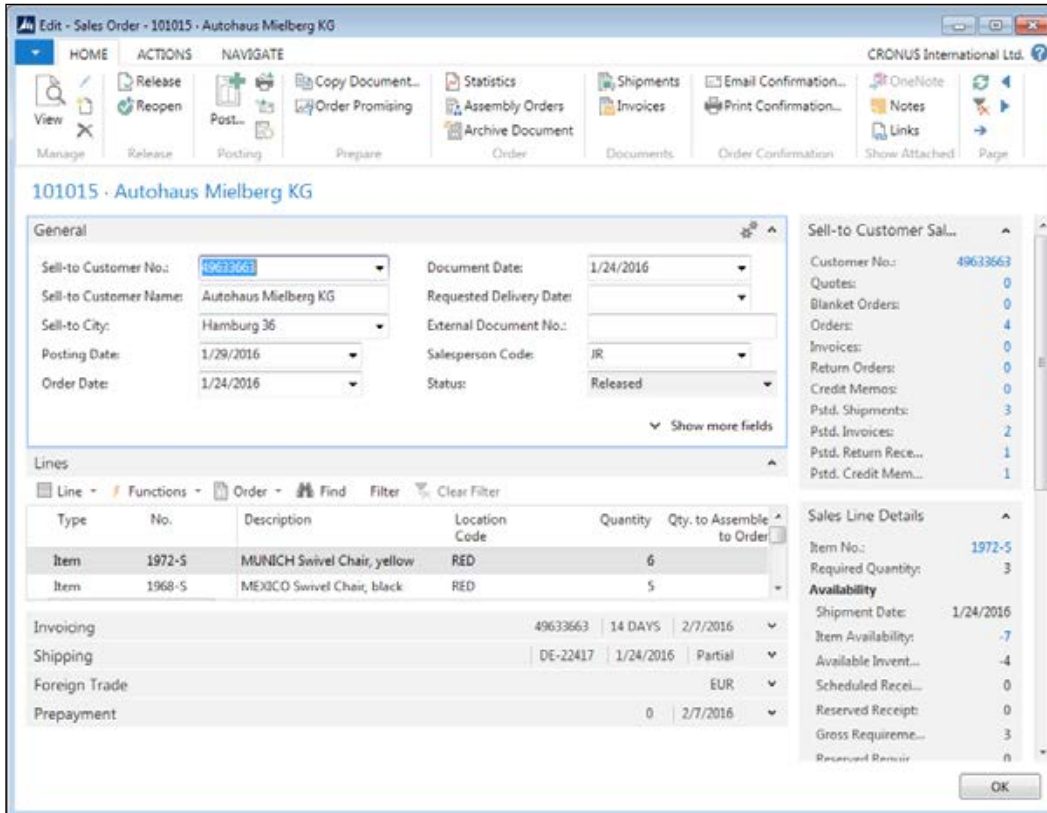 Edit - Sales Order - 101015 · Autohaus Mielberg KG
HOME ACTIONS NAVIGATE CRONUS International Ltd.
View
Release
Reopen
Post...
Copy Document...
Order Promising
Statistics
Assembly Orders
Archive Document
Shipments
Invoices
Email Confirmation...
Print Confirmation...
OneNote
Notes
Links
Manage Release Posting Prepare Order Documents Order Confirmation Show Attached Page
101015 · Autohaus Mielberg KG
General
Sell-to Customer No.: 49633663
Sell-to Customer Name: Autohaus Mielberg KG
Sell-to City: Hamburg 36
Posting Date: 1/29/2016
Order Date: 1/24/2016
Document Date: 1/24/2016
Requested Delivery Date:
External Document No.:
Salesperson Code: JR
Status: Released
Show more fields
Lines
Line Functions Order Find Filter Clear Filter
Type No. Description Location Code Quantity Qty. to Assemble to Order
Item 1972-S MUNICH Swivel Chair, yellow RED 6
Item 1968-S MEXICO Swivel Chair, black RED 5
Invoicing 49633663 14 DAYS 2/7/2016
Shipping DE-22417 1/24/2016 Partial
Foreign Trade EUR
Prepayment 0 2/7/2016
Sell-to Customer Sal...
Customer No.: 49633663
Quotes: 0
Blanket Orders: 0
Orders: 4
Invoices: 0
Return Orders: 0
Credit Memos: 0
Pstd. Shipments: 3
Pstd. Invoices: 2
Pstd. Return Rece... 1
Pstd. Credit Mem... 1
Sales Line Details
Item No.: 1972-S
Required Quantity: 3
Availability
Shipment Date: 1/24/2016
Item Availability: -7
Available Invent... -4
Scheduled Recei... 0
Reserved Receipt: 0
Gross Requireme... 3
Reserved Requir... 0
OK